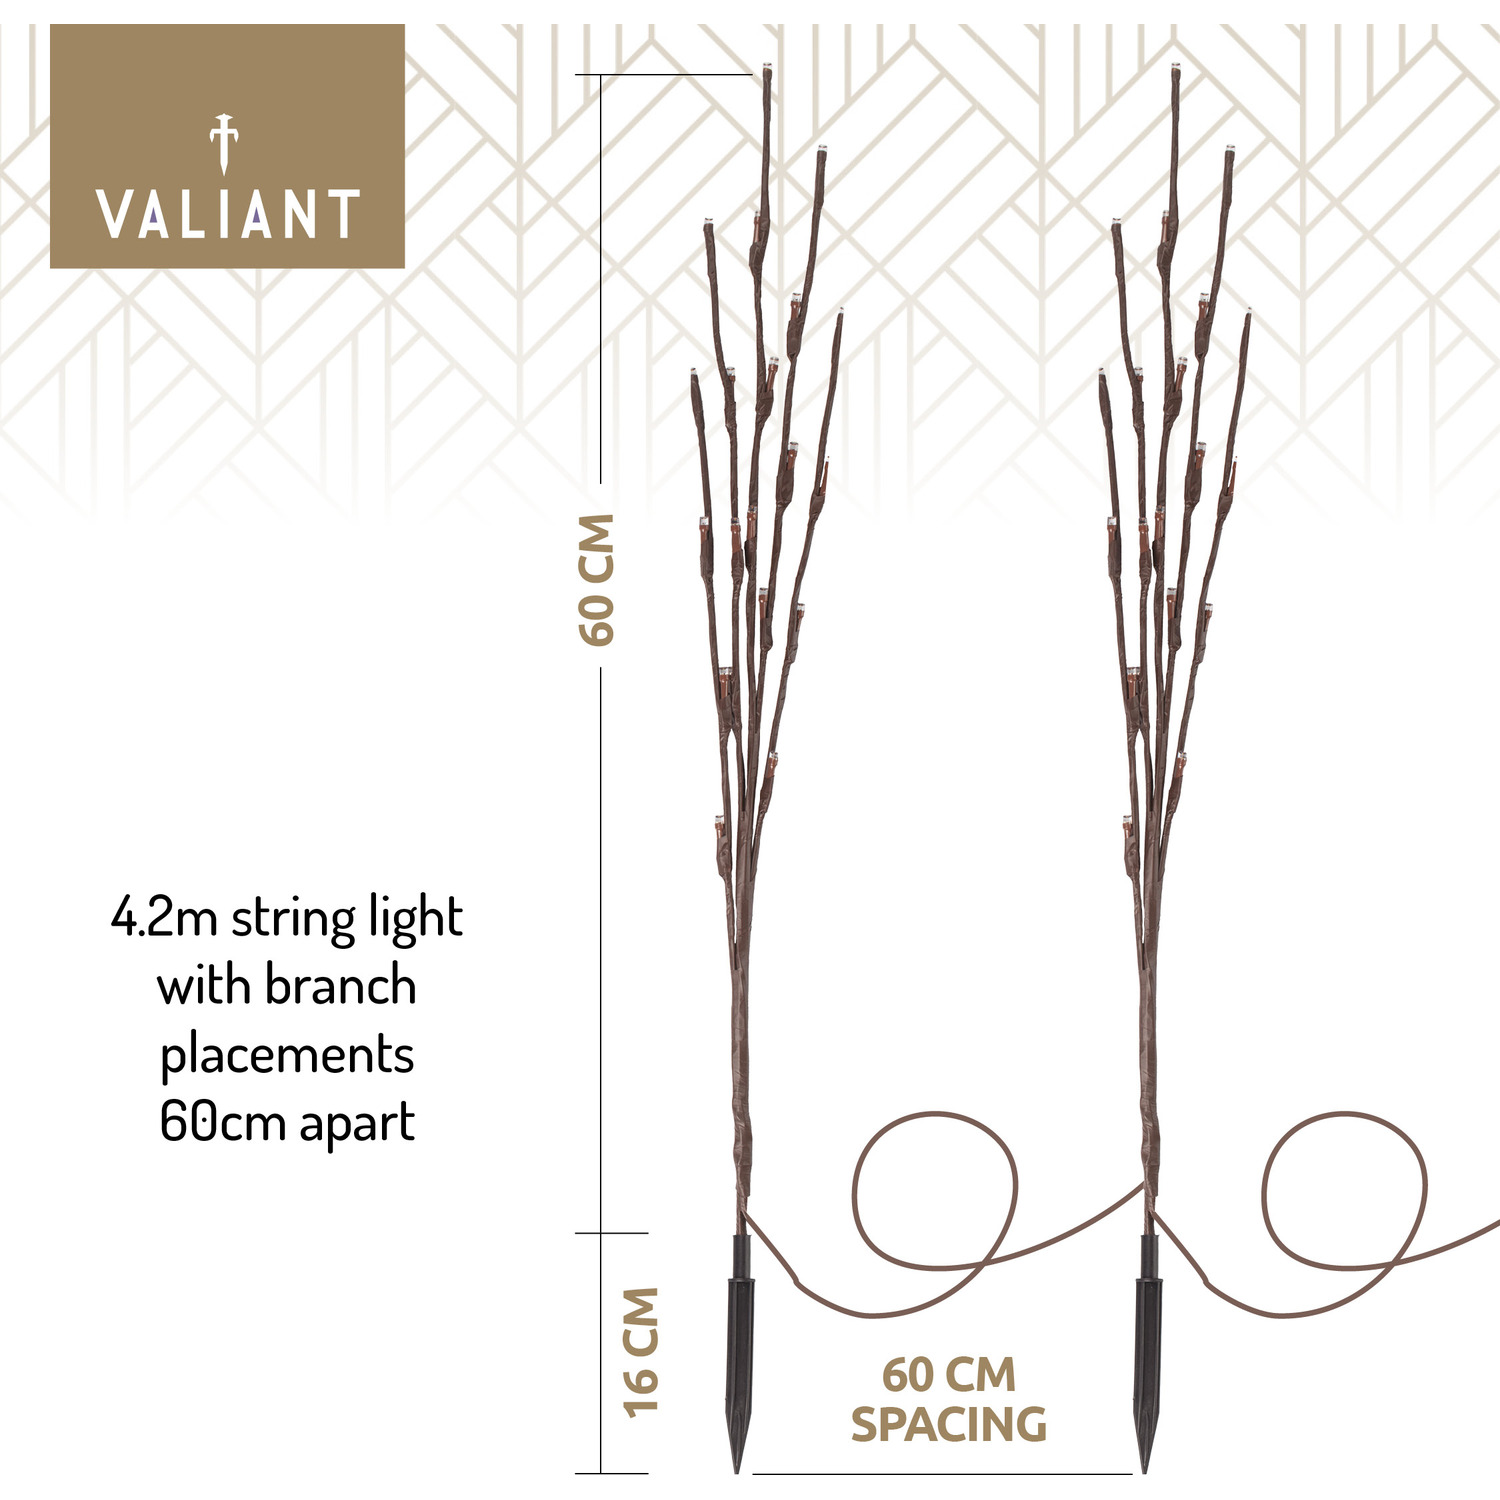 VALIANT
60 CM
4.2m string light
with branch
placements
60cm apart
16 CM
60 CM
SPACING